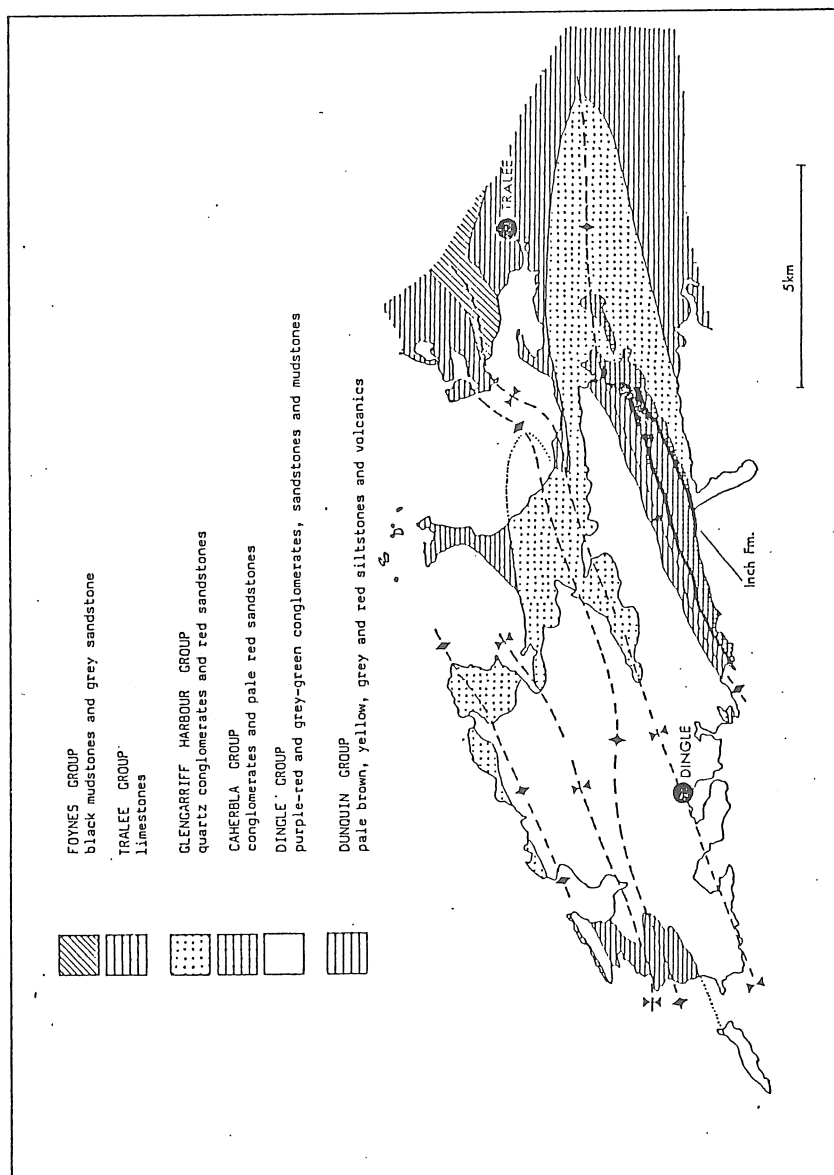 FOYNES GROUP
black mudstones and grey sandstone
TRALEE GROUP
limestones
GLENGARRIFF HARBOUR GROUP
quartz conglomerates and red sandstones
CAHERBLA GROUP
conglomerates and pale red sandstones
DINGLE GROUP
purple-red and grey-green conglomerates, sandstones and mudstones
DUNQUIN GROUP
pale brown, yellow, grey and red siltstones and volcanics
TRALEE
DINGLE
Inch Fm.
5km